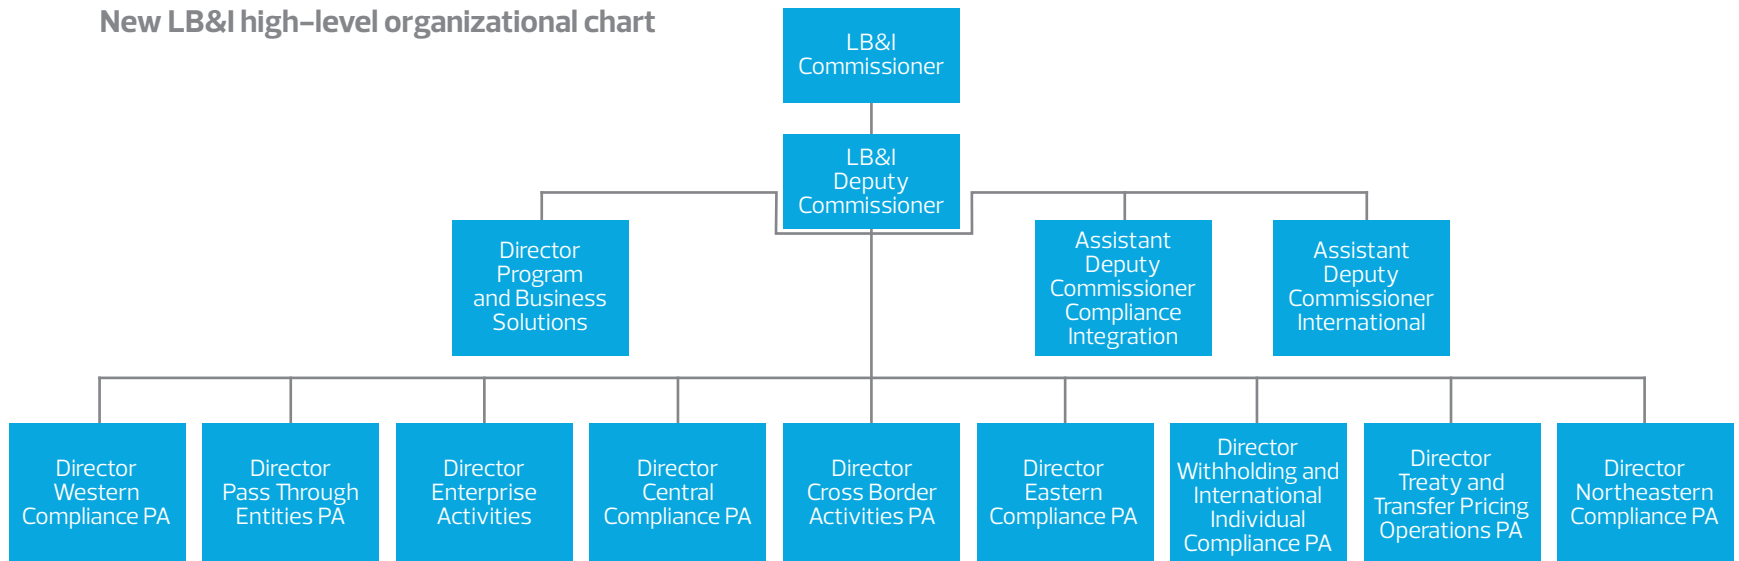 New LB&I high-level organizational chart
LB&I
Commissioner
LB&I
Deputy
Commissioner
Director
Program
and Business
Solutions
Assistant
Deputy
Commissioner
Compliance
Integration
Assistant
Deputy
Commissioner
International
Director
Western
Compliance PA
Director
Pass Through
Entities PA
Director
Enterprise
Activities
Director
Central
Compliance PA
Director
Cross Border
Activities PA
Director
Eastern
Compliance PA
Director
Withholding and
International
Individual
Compliance PA
Director
Treaty and
Transfer Pricing
Operations PA
Director
Northeastern
Compliance PA